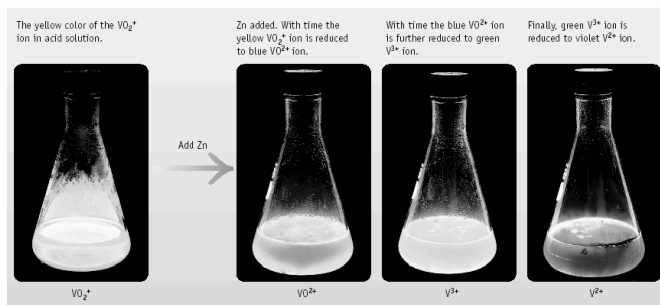 The yellow color of the VO₂⁺
ion in acid solution.
Zn added. With time the
yellow VO₂⁺ ion is reduced
to blue VO²⁺ ion.
With time the blue VO²⁺ ion
is further reduced to green
V³⁺ ion.
Finally, green V³⁺ ion is
reduced to violet V²⁺ ion.
Add Zn
VO₂⁺
VO²⁺
V³⁺
V²⁺